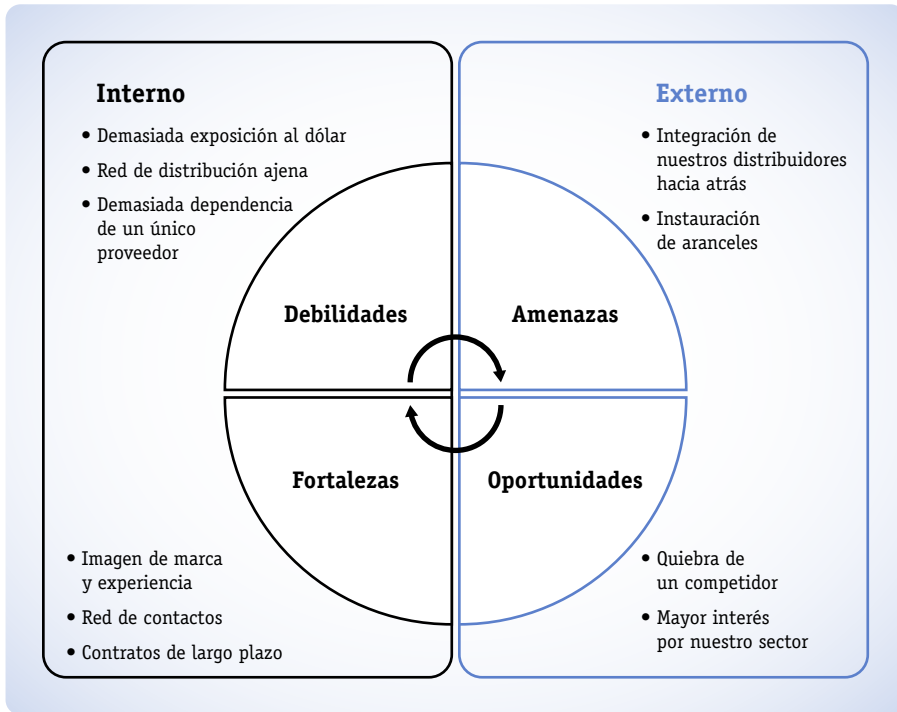 Interno
• Demasiada exposición al dólar
• Red de distribución ajena
• Demasiada dependencia
de un único
proveedor
Debilidades
Externo
• Integración de
nuestros distribuidores
hacia atrás
• Instauración
de aranceles
Amenazas
Fortalezas
• Imagen de marca
y experiencia
• Red de contactos
• Contratos de largo plazo
Oportunidades
• Quiebra de
un competidor
• Mayor interés
por nuestro sector